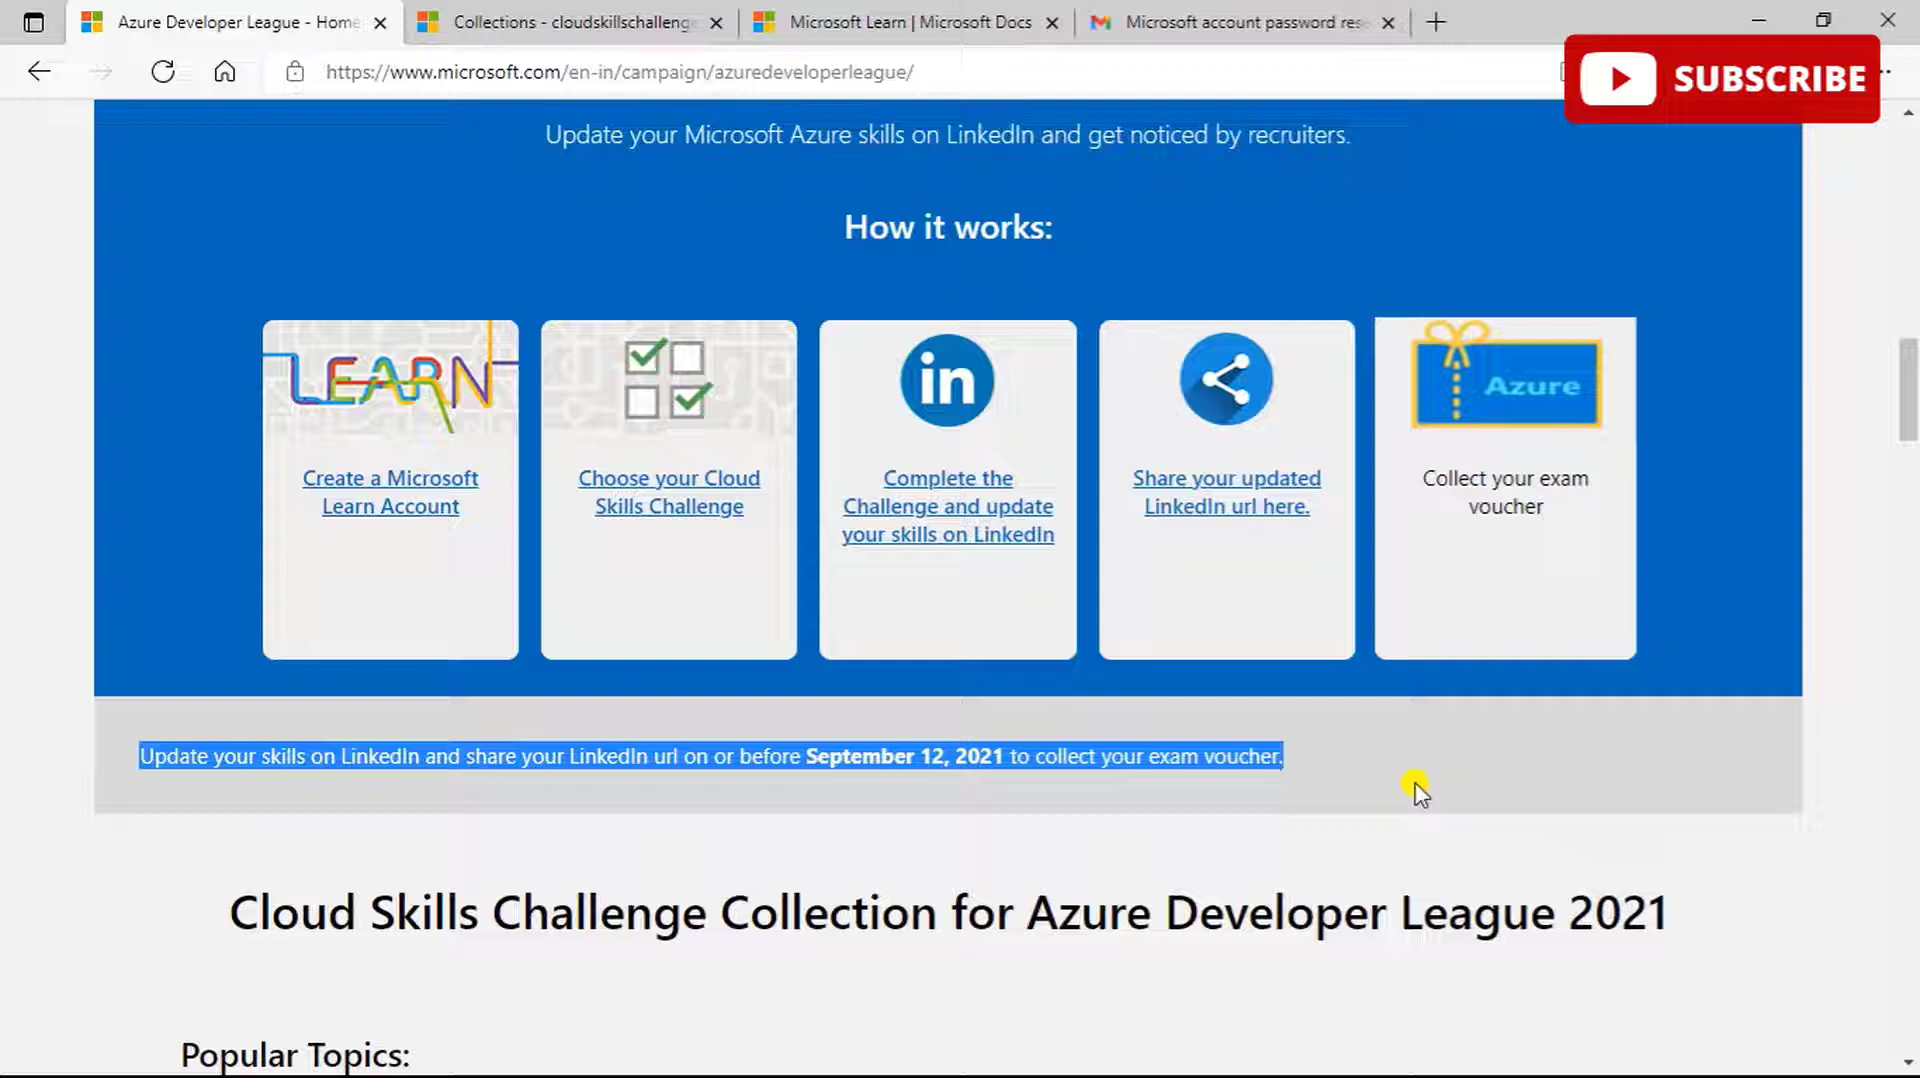 Azure Developer League - Home
Collections - cloudskillschallenge
Microsoft Learn | Microsoft Docs
Microsoft account password res
https://www.microsoft.com/en-in/campaign/azuredeveloperleague/
SUBSCRIBE
Update your Microsoft Azure skills on LinkedIn and get noticed by recruiters.
How it works:
LEARN
in
Azure
Create a Microsoft
Learn Account
Choose your Cloud
Skills Challenge
Complete the
Challenge and update
your skills on LinkedIn
Share your updated
LinkedIn url here.
Collect your exam
voucher
Update your skills on LinkedIn and share your LinkedIn url on or before September 12, 2021 to collect your exam voucher.
Cloud Skills Challenge Collection for Azure Developer League 2021
Popular Topics: